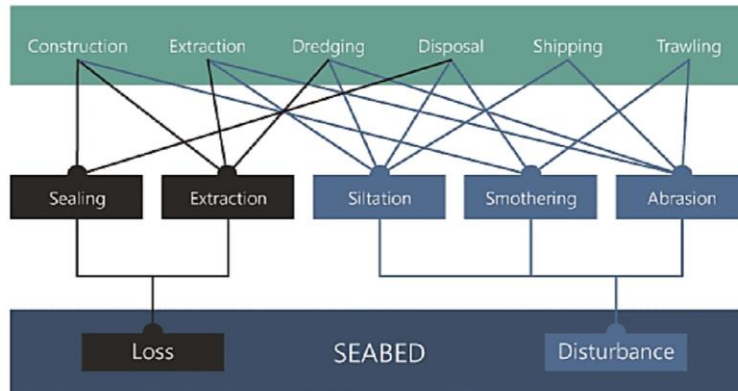 Construction Extraction Dredging Disposal Shipping Trawling
Sealing Extraction Siltation Smothering Abrasion
Loss SEABED Disturbance